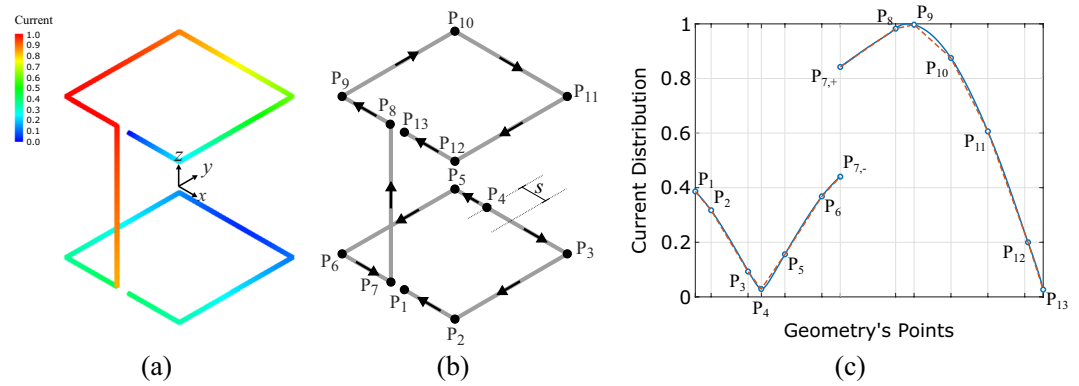 Current
1.0
0.9
0.8
0.7
0.6
0.5
0.4
0.3
0.2
0.1
0.0
z
y
x
(a)
P10
P9
P8
P13
P11
P12
P5
P4
s
P6
P3
P7
P1
P2
(b)
Current Distribution
1
0.8
0.6
0.4
0.2
0
P8
P9
P7,+
P10
P11
P7,-
P1
P2
P6
P5
P3
P4
P12
P13
Geometry's Points
(c)